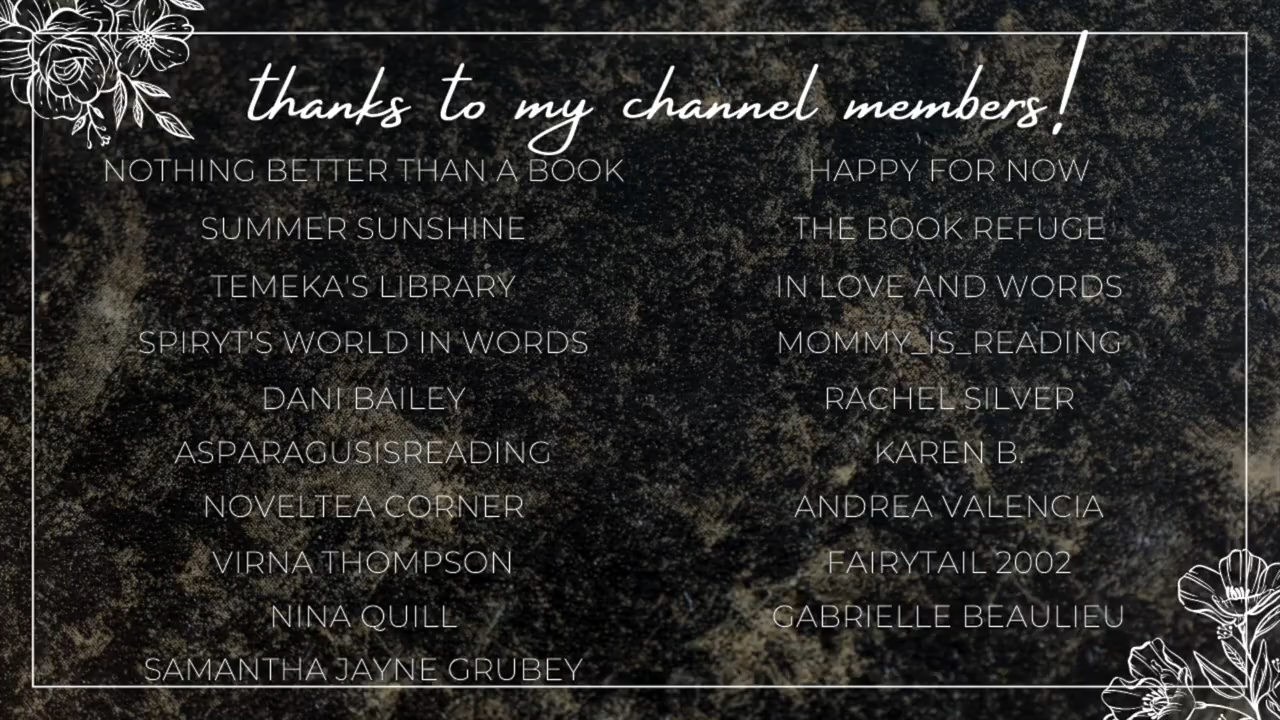 thanks to my channel members!
NOTHING BETTER THAN A BOOK
SUMMER SUNSHINE
TEMEKA'S LIBRARY
SPIRYT'S WORLD IN WORDS
DANI BAILEY
ASPARAGUSISREADING
NOVELTEA CORNER
VIRNA THOMPSON
NINA QUILL
SAMANTHA JAYNE GRUBEY
HAPPY FOR NOW
THE BOOK REFUGE
IN LOVE AND WORDS
MOMMY_IS_READING
RACHEL SILVER
KAREN B.
ANDREA VALENCIA
FAIRYTAIL 2002
GABRIELLE BEAULIEU